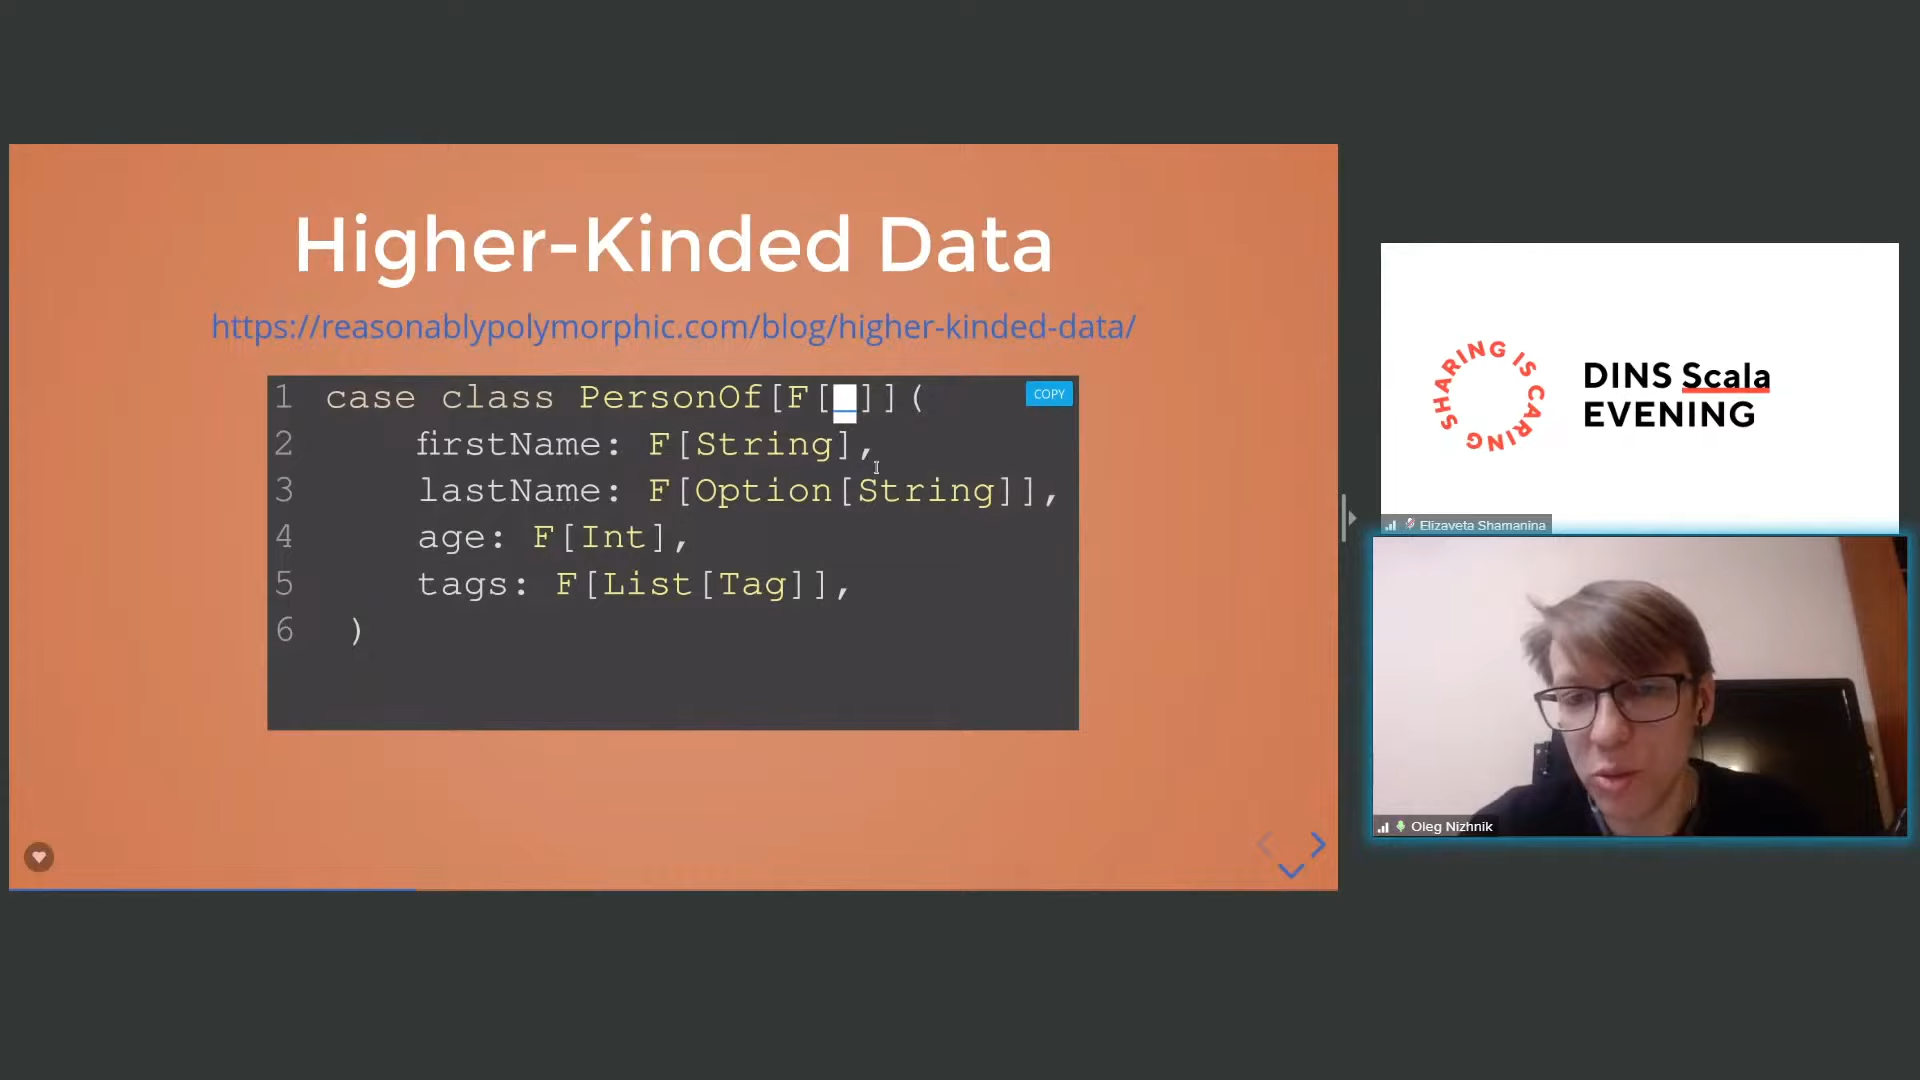 Higher-Kinded Data
https://reasonablypolymorphic.com/blog/higher-kinded-data/
1 case class PersonOf[F[_]](
COPY
2 firstName: F[String],
3 lastName: F[Option[String]],
4 age: F[Int],
5 tags: F[List[Tag]],
6 )
SHARING IS CARING
DINS Scala
EVENING
Elizaveta Shamanina
Oleg Nizhnik